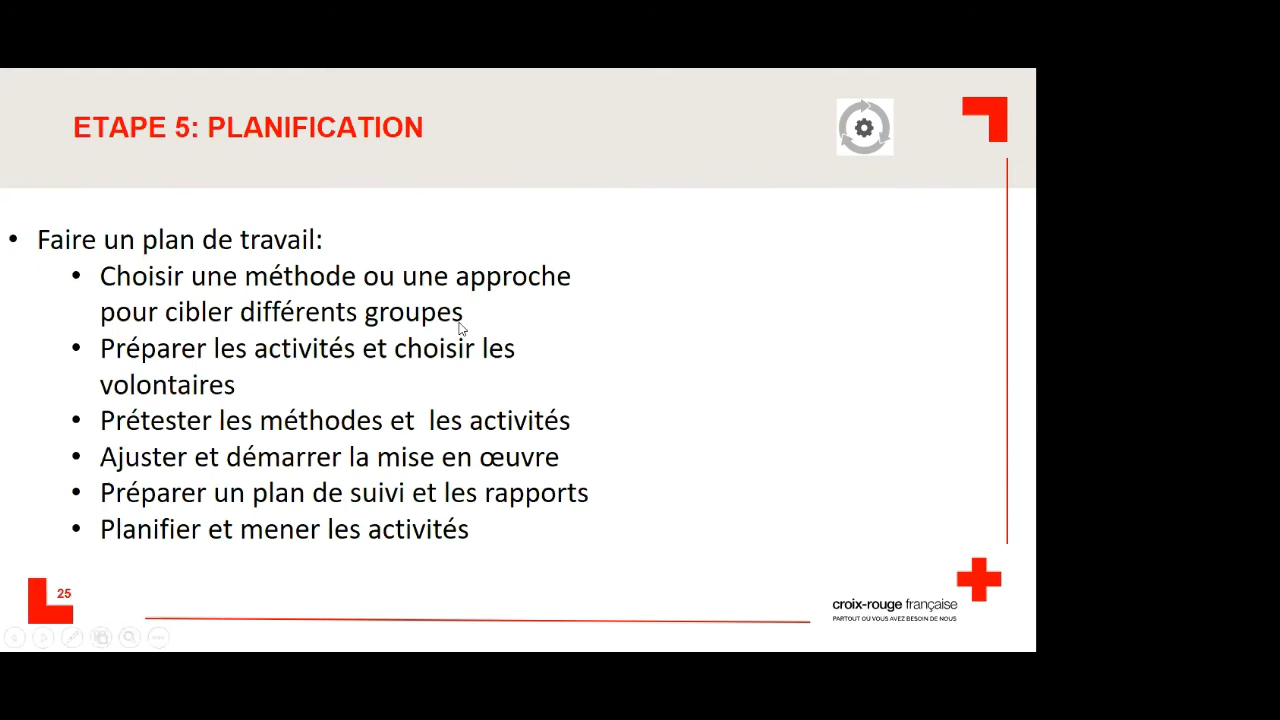 ETAPE 5: PLANIFICATION
• Faire un plan de travail:
• Choisir une méthode ou une approche
pour cibler différents groupes
• Préparer les activités et choisir les
volontaires
• Prétester les méthodes et  les activités
• Ajuster et démarrer la mise en œuvre
• Préparer un plan de suivi et les rapports
• Planifier et mener les activités
25
croix-rouge française
PARTOUT OÙ VOUS AVEZ BESOIN DE NOUS